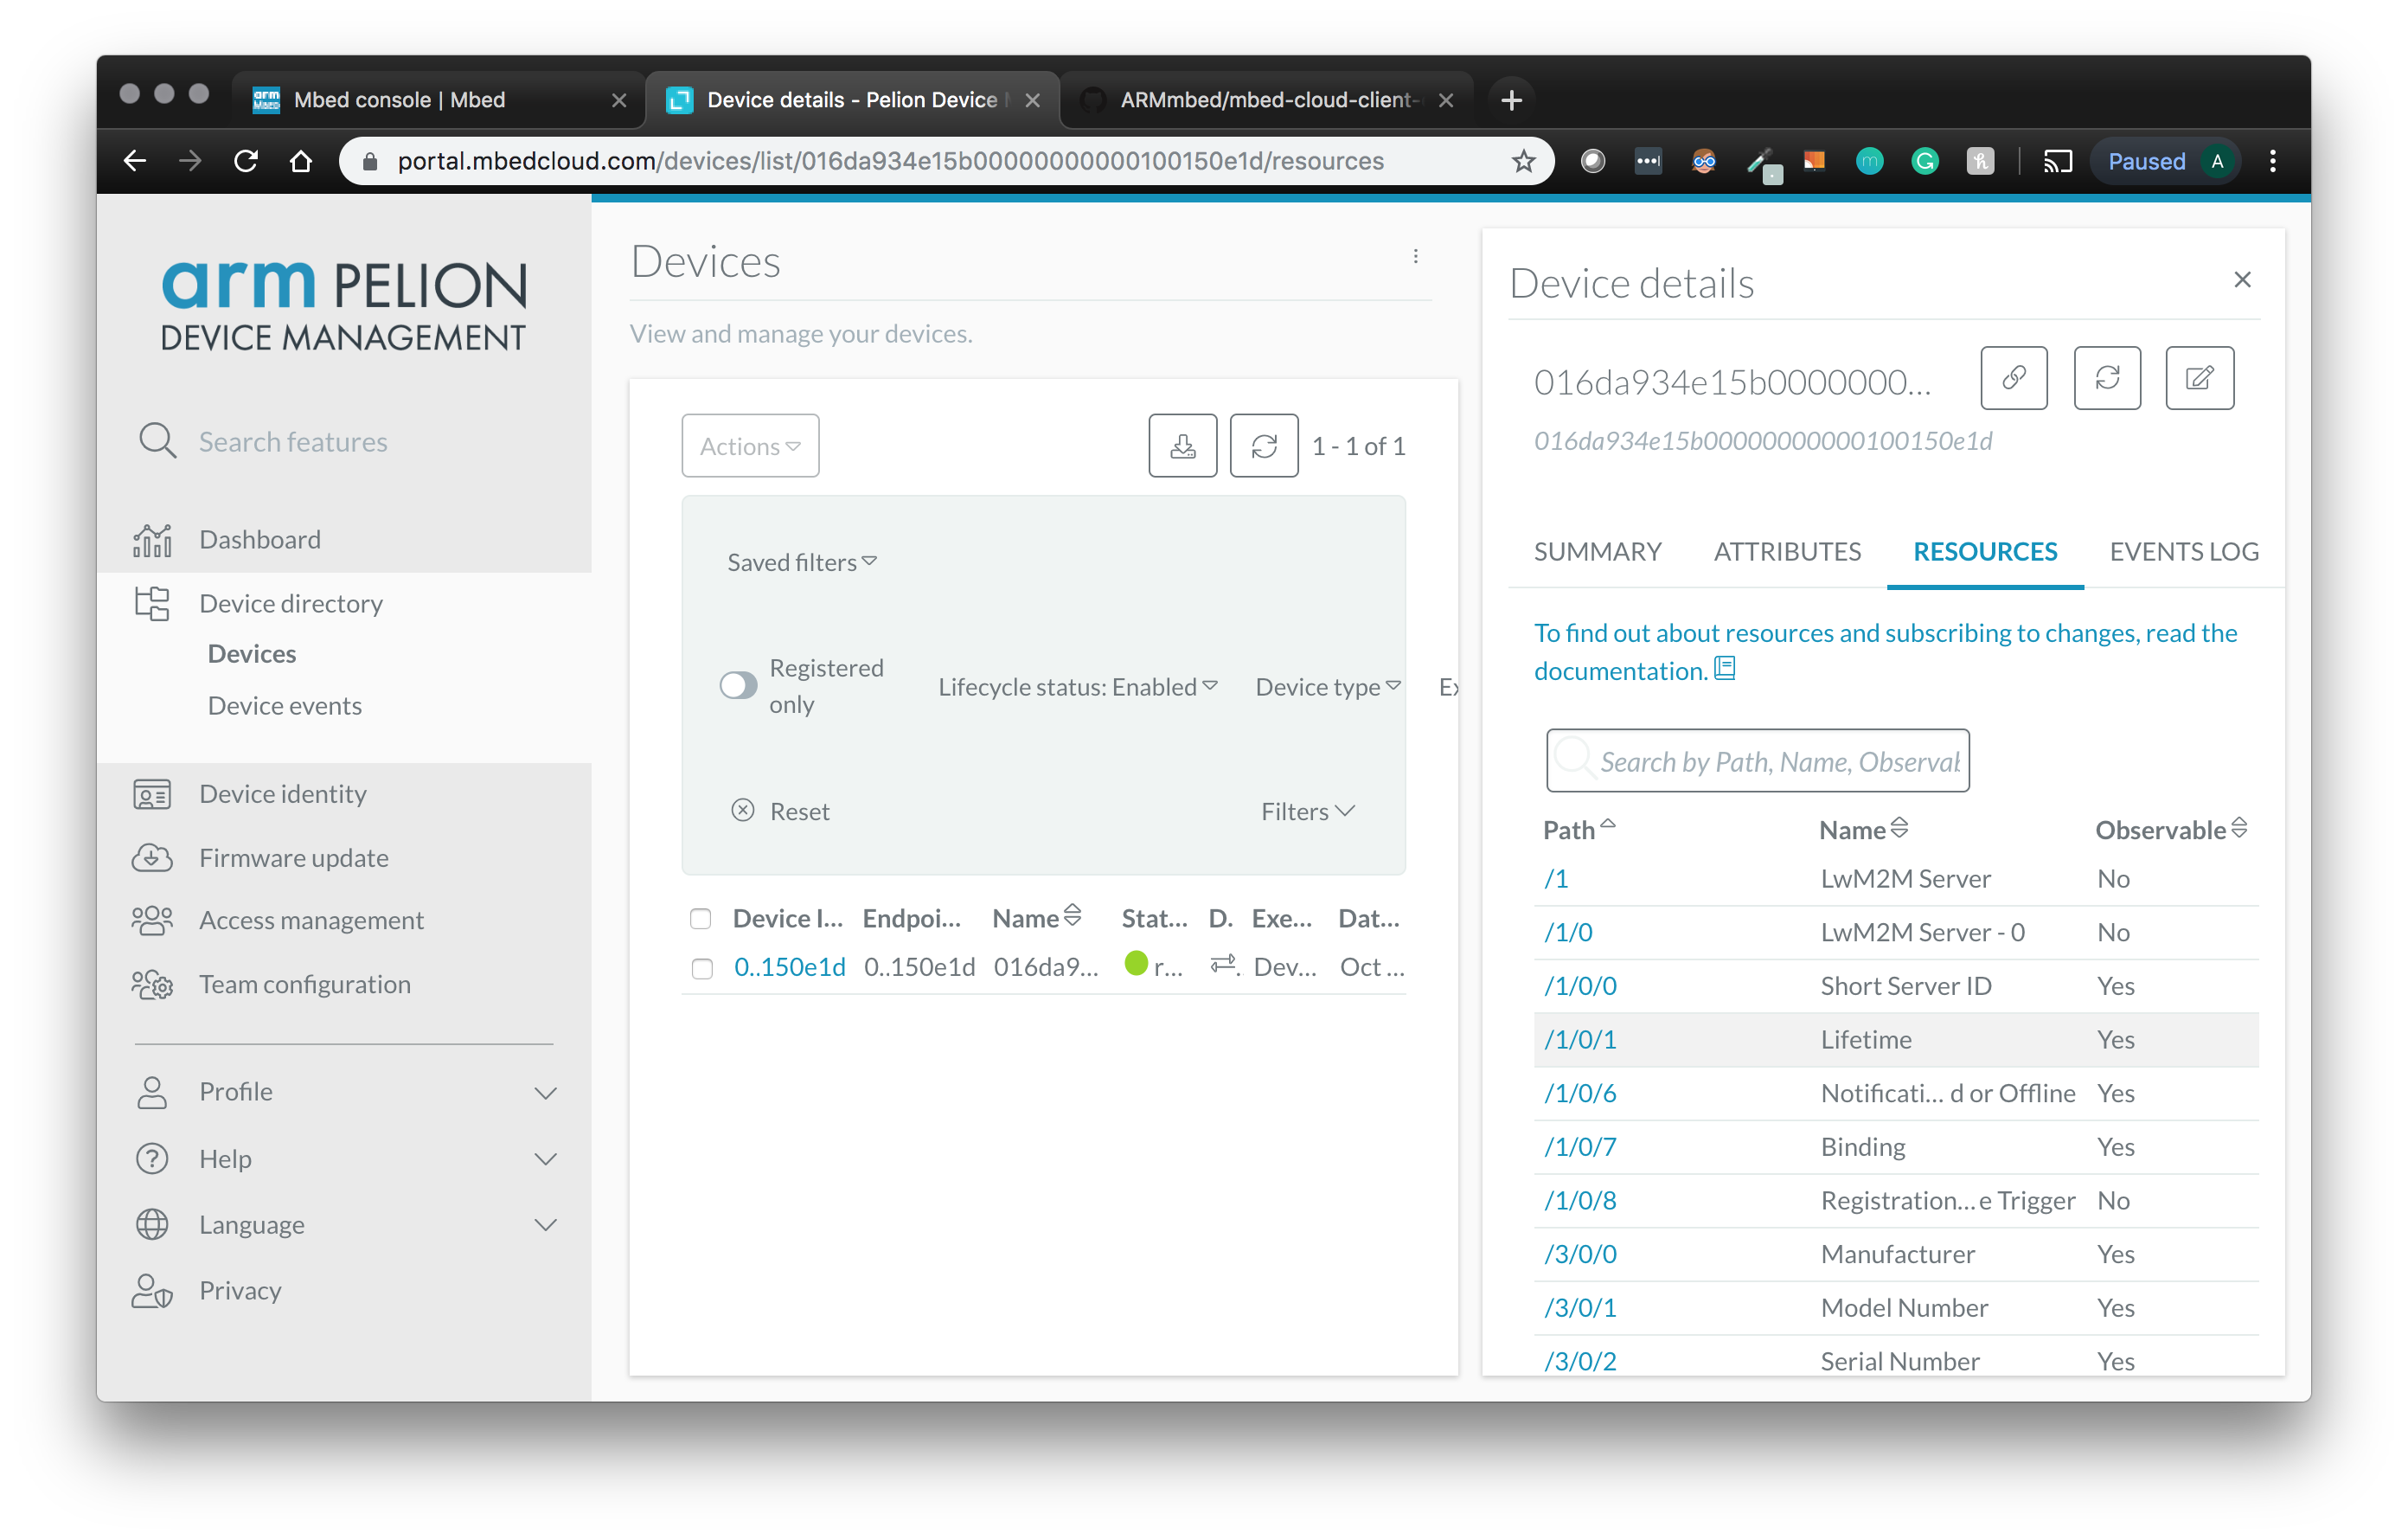 Mbed console | Mbed
Device details - Pelion Device
ARMmbed/mbed-cloud-client-
portal.mbedcloud.com/devices/list/016da934e15b00000000000100150e1d/resources
Paused
A
arm PELION
DEVICE MANAGEMENT
Search features
Dashboard
Device directory
Devices
Device events
Device identity
Firmware update
Access management
Team configuration
Profile
Help
Language
Privacy
Devices
View and manage your devices.
Actions
1 - 1 of 1
Saved filters
Registered
only
Lifecycle status: Enabled
Device type
Reset
Filters
Device I... Endpoi... Name Stat... D. Exe... Dat...
0..150e1d 0..150e1d 016da9... r... Dev... Oct ...
Device details
016da934e15b0000000...
016da934e15b00000000000100150e1d
SUMMARY ATTRIBUTES RESOURCES EVENTS LOG
To find out about resources and subscribing to changes, read the
documentation.
Search by Path, Name, Observab
Path Name Observable
/1 LwM2M Server No
/1/0 LwM2M Server - 0 No
/1/0/0 Short Server ID Yes
/1/0/1 Lifetime Yes
/1/0/6 Notificati... d or Offline Yes
/1/0/7 Binding Yes
/1/0/8 Registration... e Trigger No
/3/0/0 Manufacturer Yes
/3/0/1 Model Number Yes
/3/0/2 Serial Number Yes